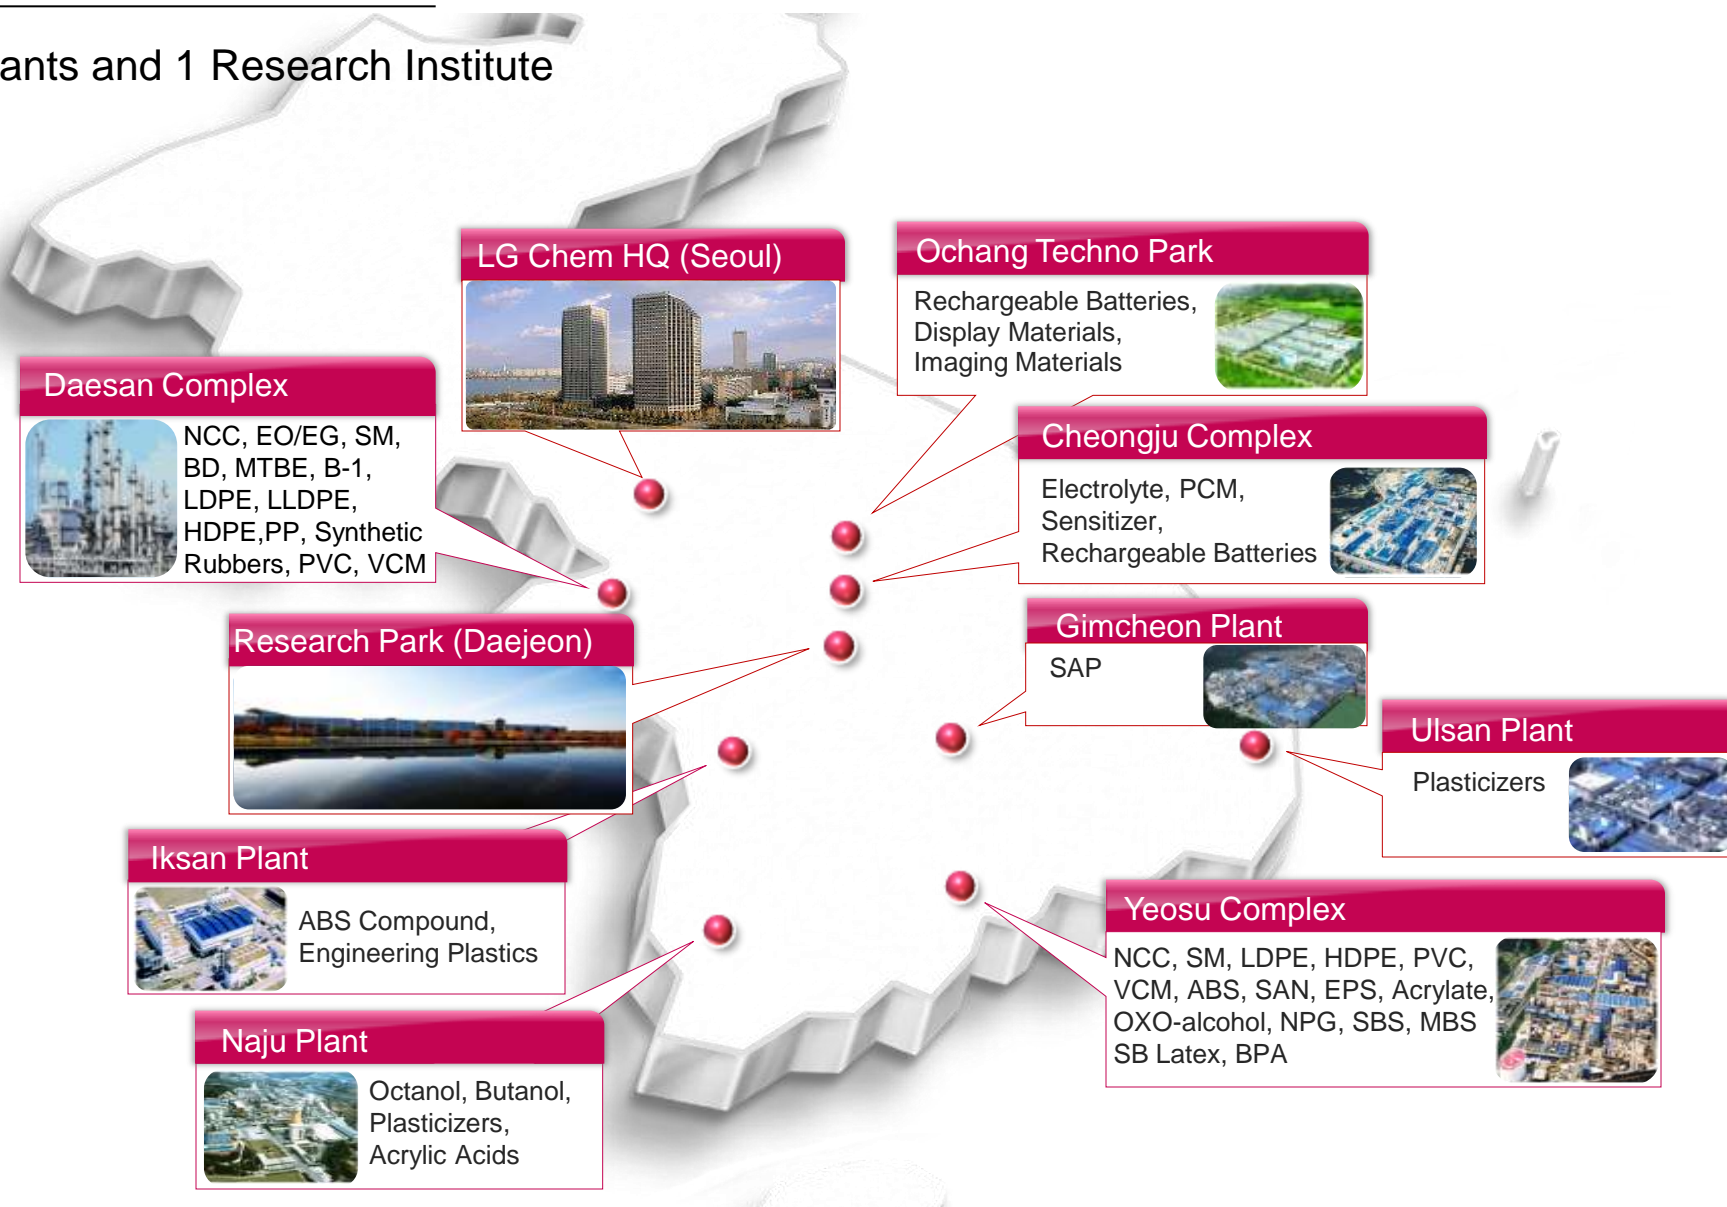 ants and 1 Research Institute
LG Chem HQ (Seoul)
Ochang Techno Park
Rechargeable Batteries,
Display Materials,
Imaging Materials
Daesan Complex
NCC, EO/EG, SM,
BD, MTBE, B-1,
LDPE, LLDPE,
HDPE,PP, Synthetic
Rubbers, PVC, VCM
Cheongju Complex
Electrolyte, PCM,
Sensitizer,
Rechargeable Batteries
Research Park (Daejeon)
Gimcheon Plant
SAP
Ulsan Plant
Plasticizers
Iksan Plant
ABS Compound,
Engineering Plastics
Yeosu Complex
NCC, SM, LDPE, HDPE, PVC,
VCM, ABS, SAN, EPS, Acrylate,
OXO-alcohol, NPG, SBS, MBS
SB Latex, BPA
Naju Plant
Octanol, Butanol,
Plasticizers,
Acrylic Acids